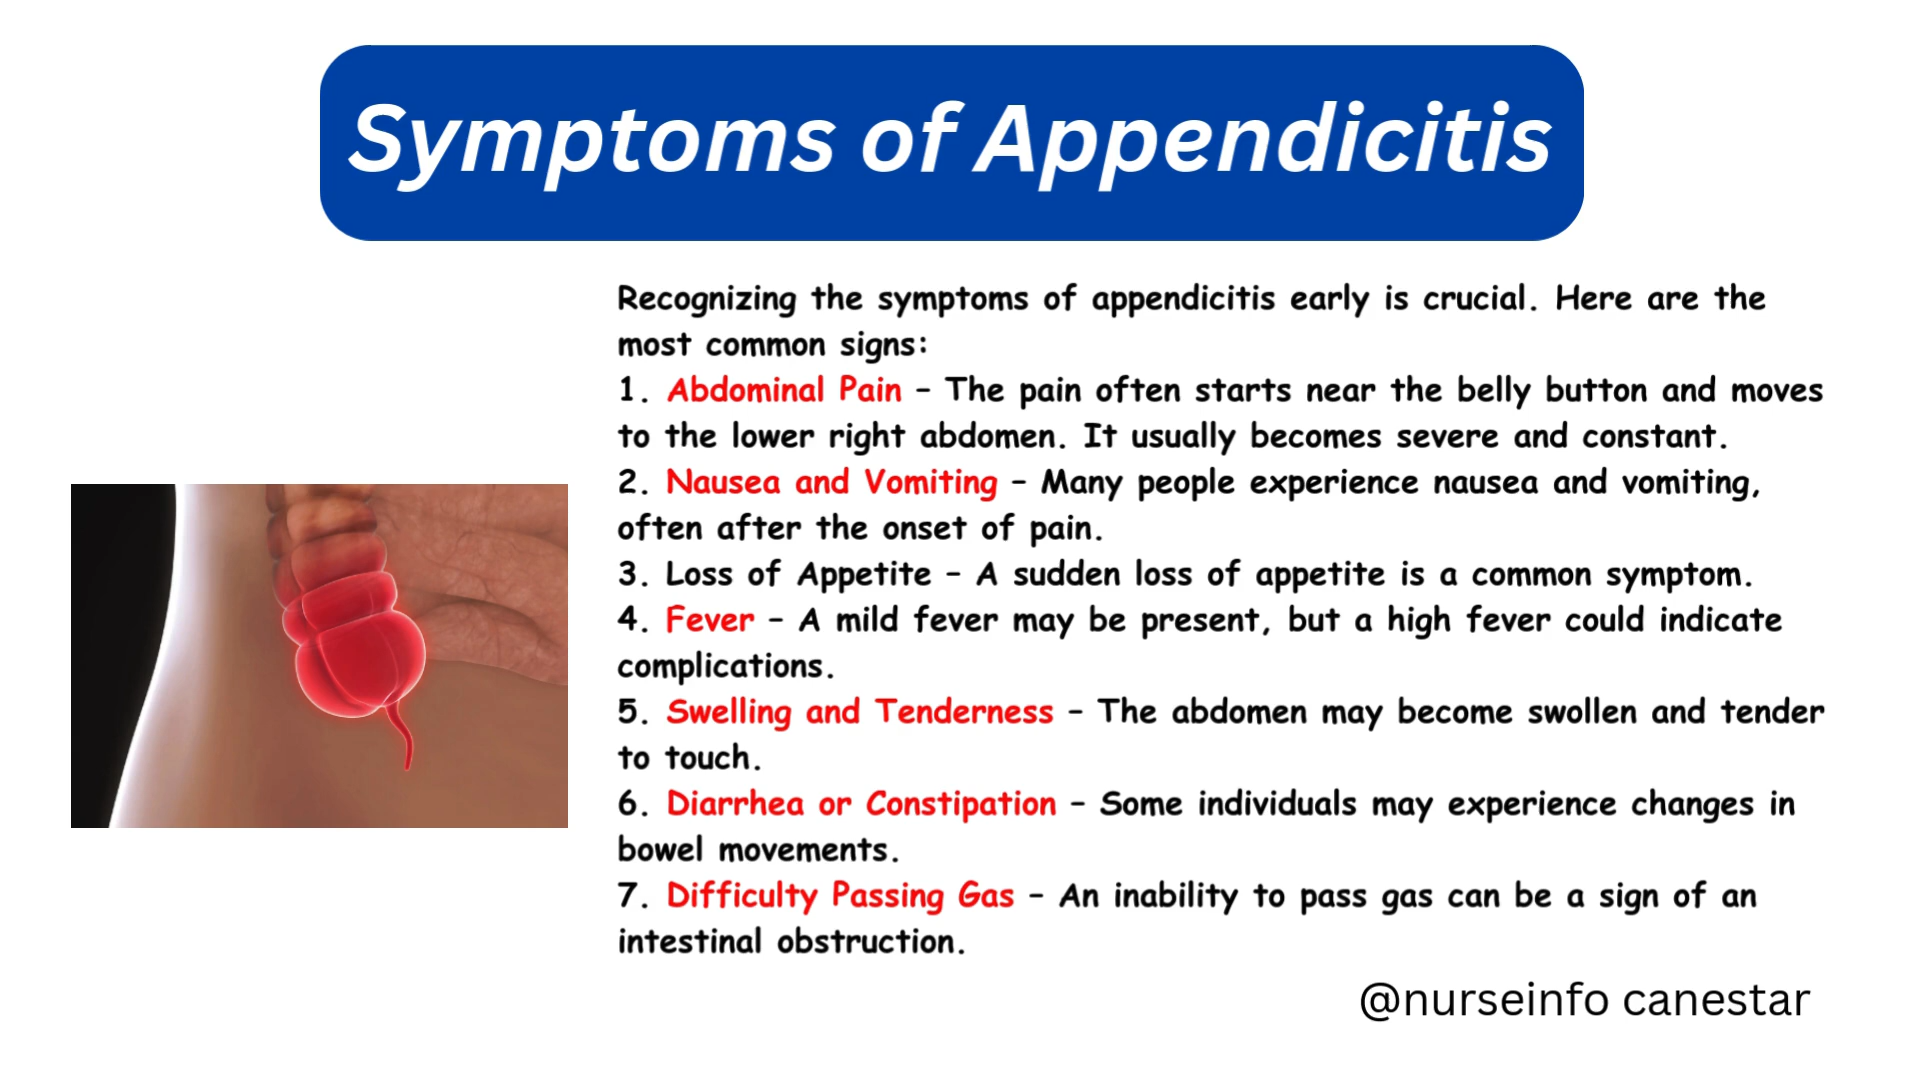 Symptoms of Appendicitis
Recognizing the symptoms of appendicitis early is crucial. Here are the
most common signs:
1. Abdominal Pain – The pain often starts near the belly button and moves
to the lower right abdomen. It usually becomes severe and constant.
2. Nausea and Vomiting – Many people experience nausea and vomiting,
often after the onset of pain.
3. Loss of Appetite – A sudden loss of appetite is a common symptom.
4. Fever – A mild fever may be present, but a high fever could indicate
complications.
5. Swelling and Tenderness – The abdomen may become swollen and tender
to touch.
6. Diarrhea or Constipation – Some individuals may experience changes in
bowel movements.
7. Difficulty Passing Gas – An inability to pass gas can be a sign of an
intestinal obstruction.
@nurseinfo canestar